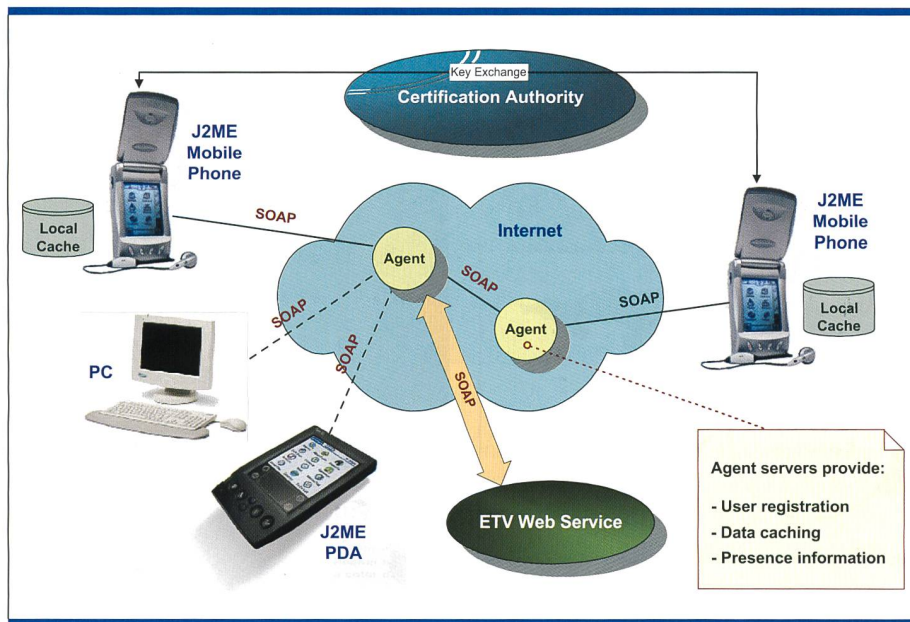 Key Exchange
Certification Authority
J2ME
Mobile
Phone
Local
Cache
SOAP
Internet
Agent
SOAP
J2ME
Mobile
Phone
SOAP
Local
Cache
Agent
SOAP
PC
SOAP
SOAP
J2ME
PDA
ETV Web Service
Agent servers provide:
- User registration
- Data caching
- Presence information